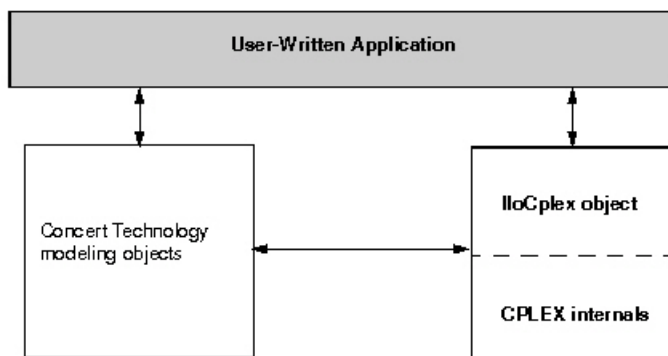 User-Written Application
Concert Technology
modeling objects
IloCplex object
CPLEX internals